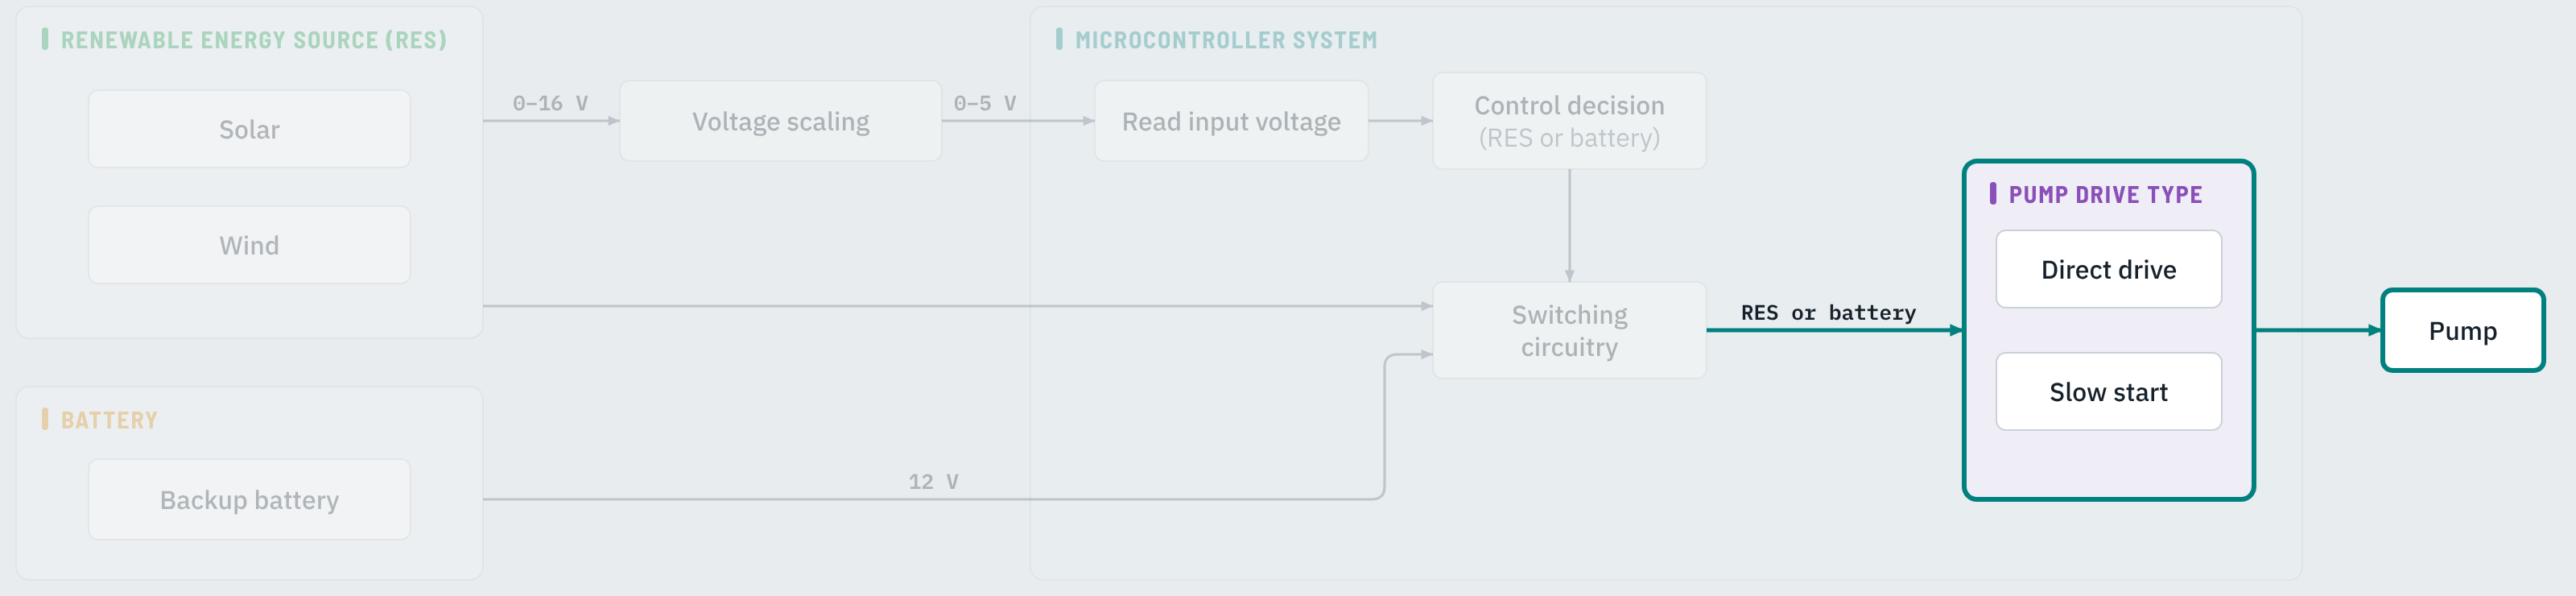 RENEWABLE ENERGY SOURCE (RES)
Solar
Wind
0–16 V
Voltage scaling
0–5 V
MICROCONTROLLER SYSTEM
Read input voltage
Control decision
(RES or battery)
Switching
circuitry
BATTERY
Backup battery
12 V
RES or battery
PUMP DRIVE TYPE
Direct drive
Slow start
Pump